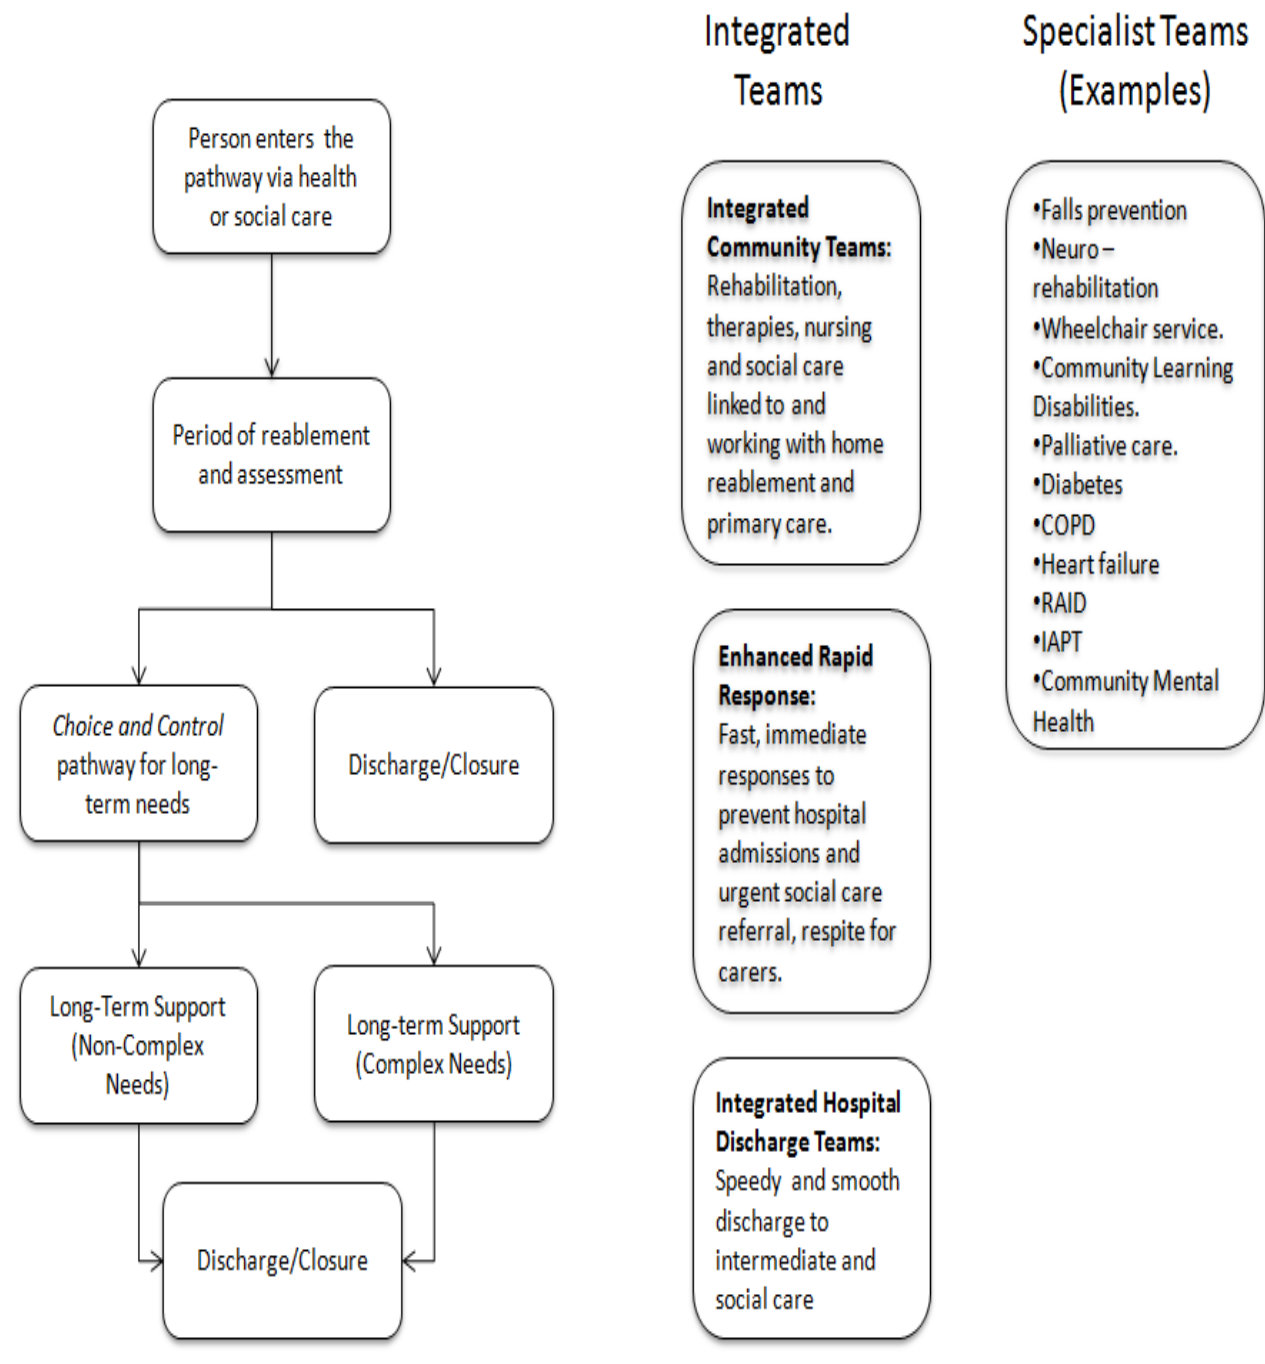 Person enters the
pathway via health
or social care
Period of reablement
and assessment
Choice and Control
pathway for long-
term needs
Discharge/Closure
Long-Term Support
(Non-Complex
Needs)
Long-term Support
(Complex Needs)
Discharge/Closure
Integrated
Teams
Integrated
Community Teams:
Rehabilitation,
therapies, nursing
and social care
linked to and
working with home
reablement and
primary care.
Enhanced Rapid
Response:
Fast, immediate
responses to
prevent hospital
admissions and
urgent social care
referral, respite for
carers.
Integrated Hospital
Discharge Teams:
Speedy and smooth
discharge to
intermediate and
social care
Specialist Teams
(Examples)
•Falls prevention
•Neuro –
rehabilitation
•Wheelchair service.
•Community Learning
Disabilities.
•Palliative care.
•Diabetes
•COPD
•Heart failure
•RAID
•IAPT
•Community Mental
Health